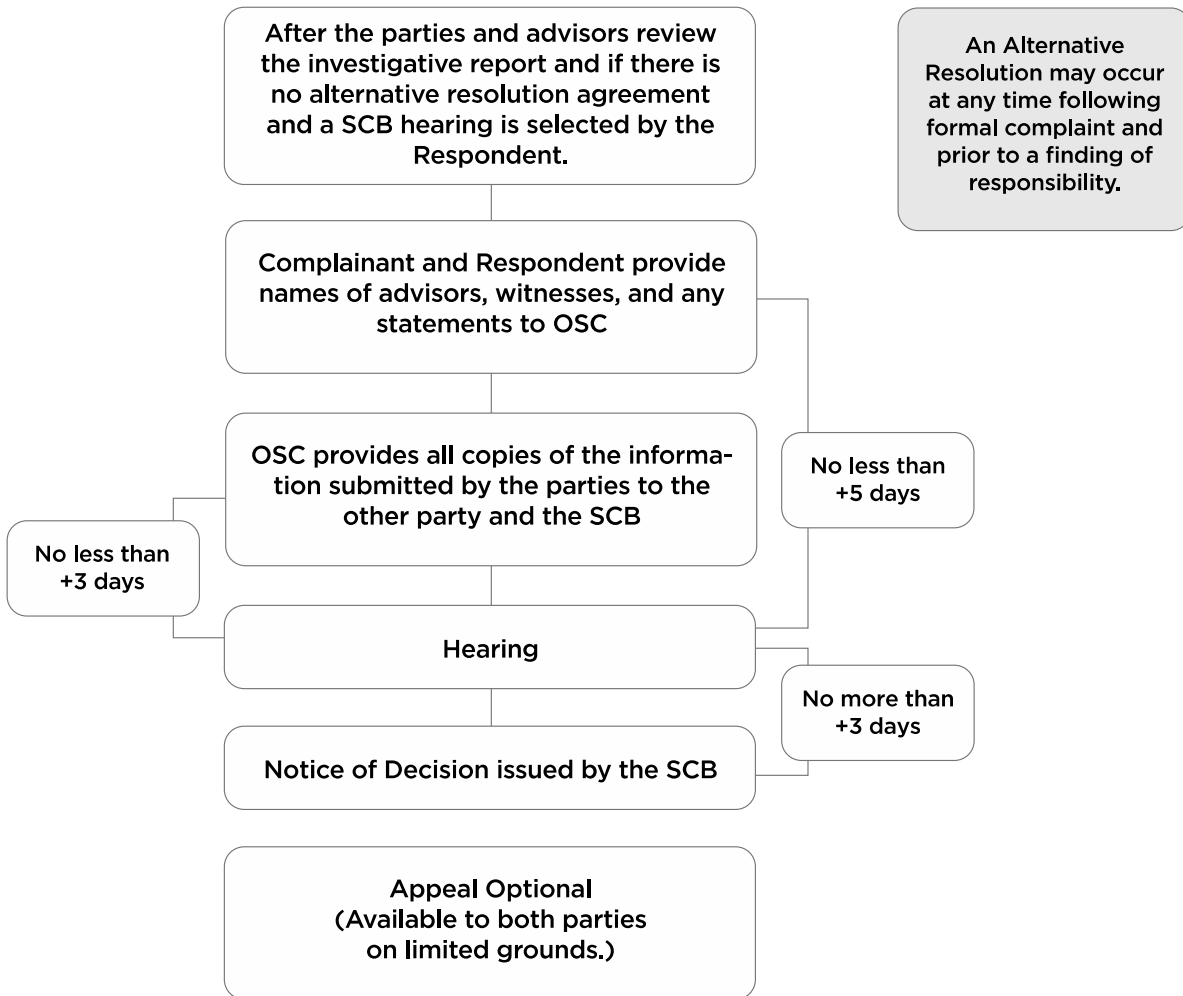 After the parties and advisors review
the investigative report and if there is
no alternative resolution agreement
and a SCB hearing is selected by the
Respondent.
An Alternative
Resolution may occur
at any time following
formal complaint and
prior to a finding of
responsibility.
Complainant and Respondent provide
names of advisors, witnesses, and any
statements to OSC
OSC provides all copies of the informa-
tion submitted by the parties to the
other party and the SCB
No less than
+5 days
No less than
+3 days
Hearing
No more than
+3 days
Notice of Decision issued by the SCB
Appeal Optional
(Available to both parties
on limited grounds.)